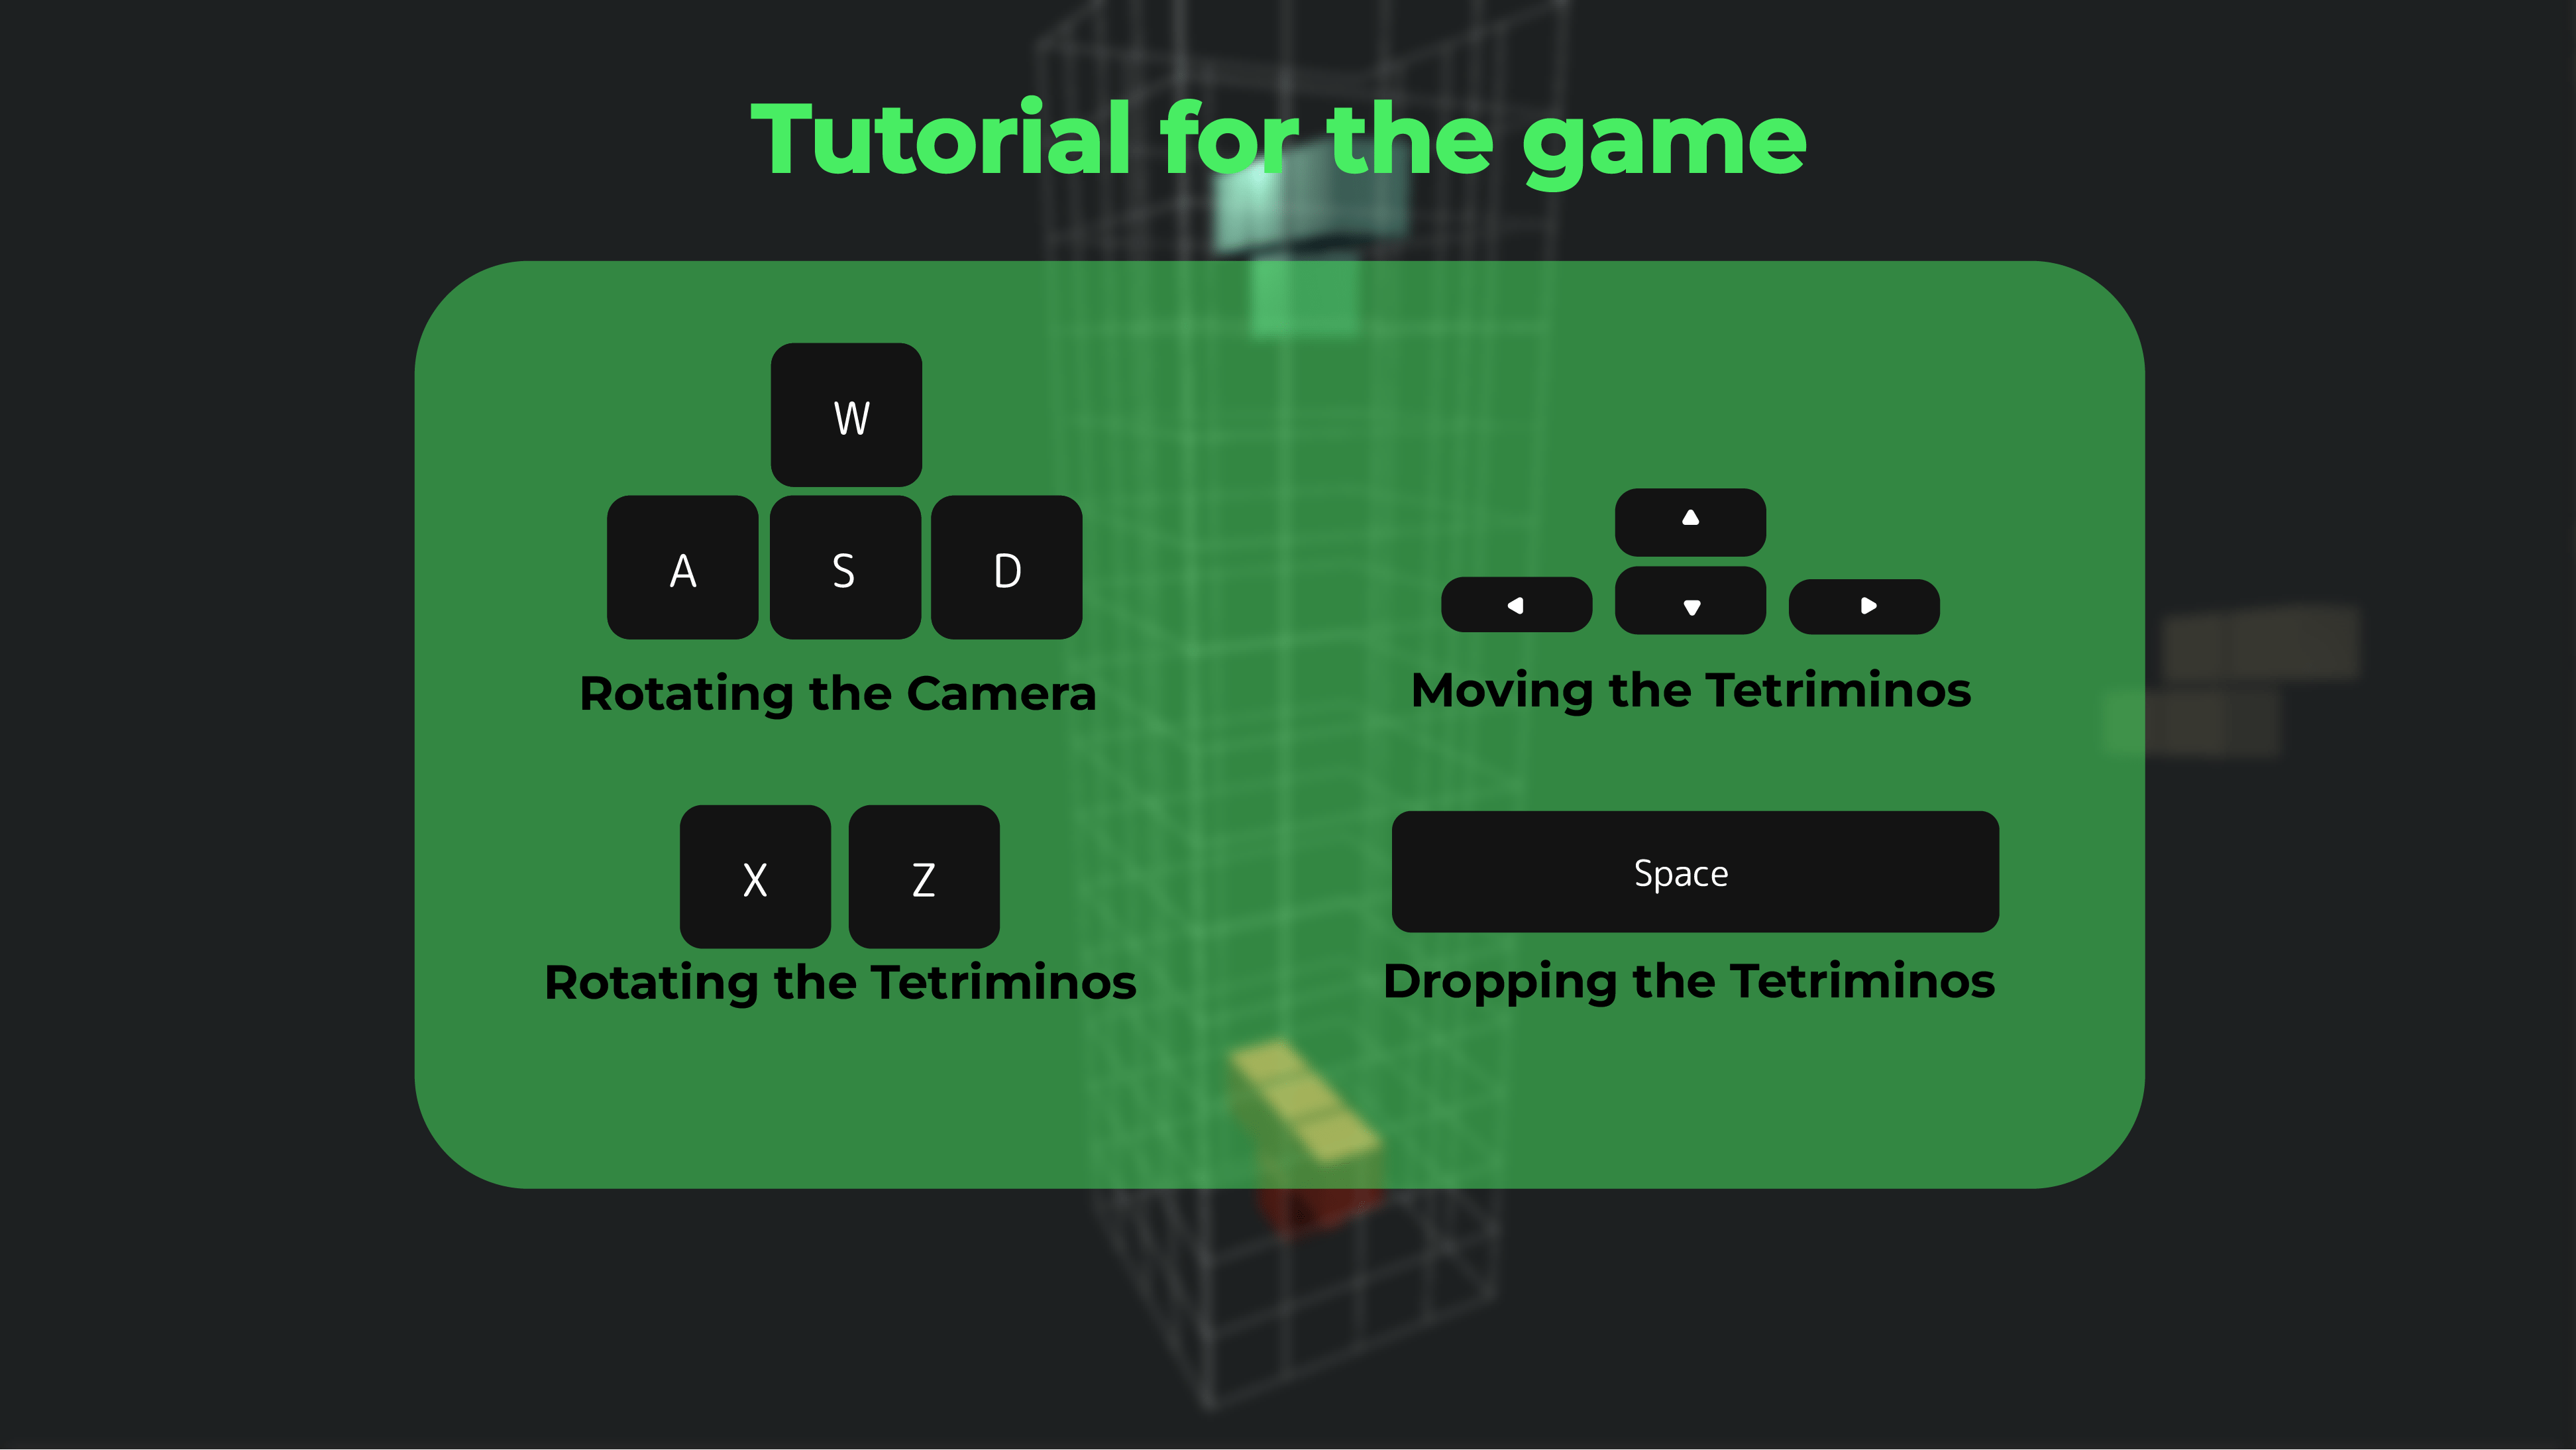 Tutorial for the game
W
A S D
Rotating the Camera
Moving the Tetriminos
X Z
Rotating the Tetriminos
Space
Dropping the Tetriminos